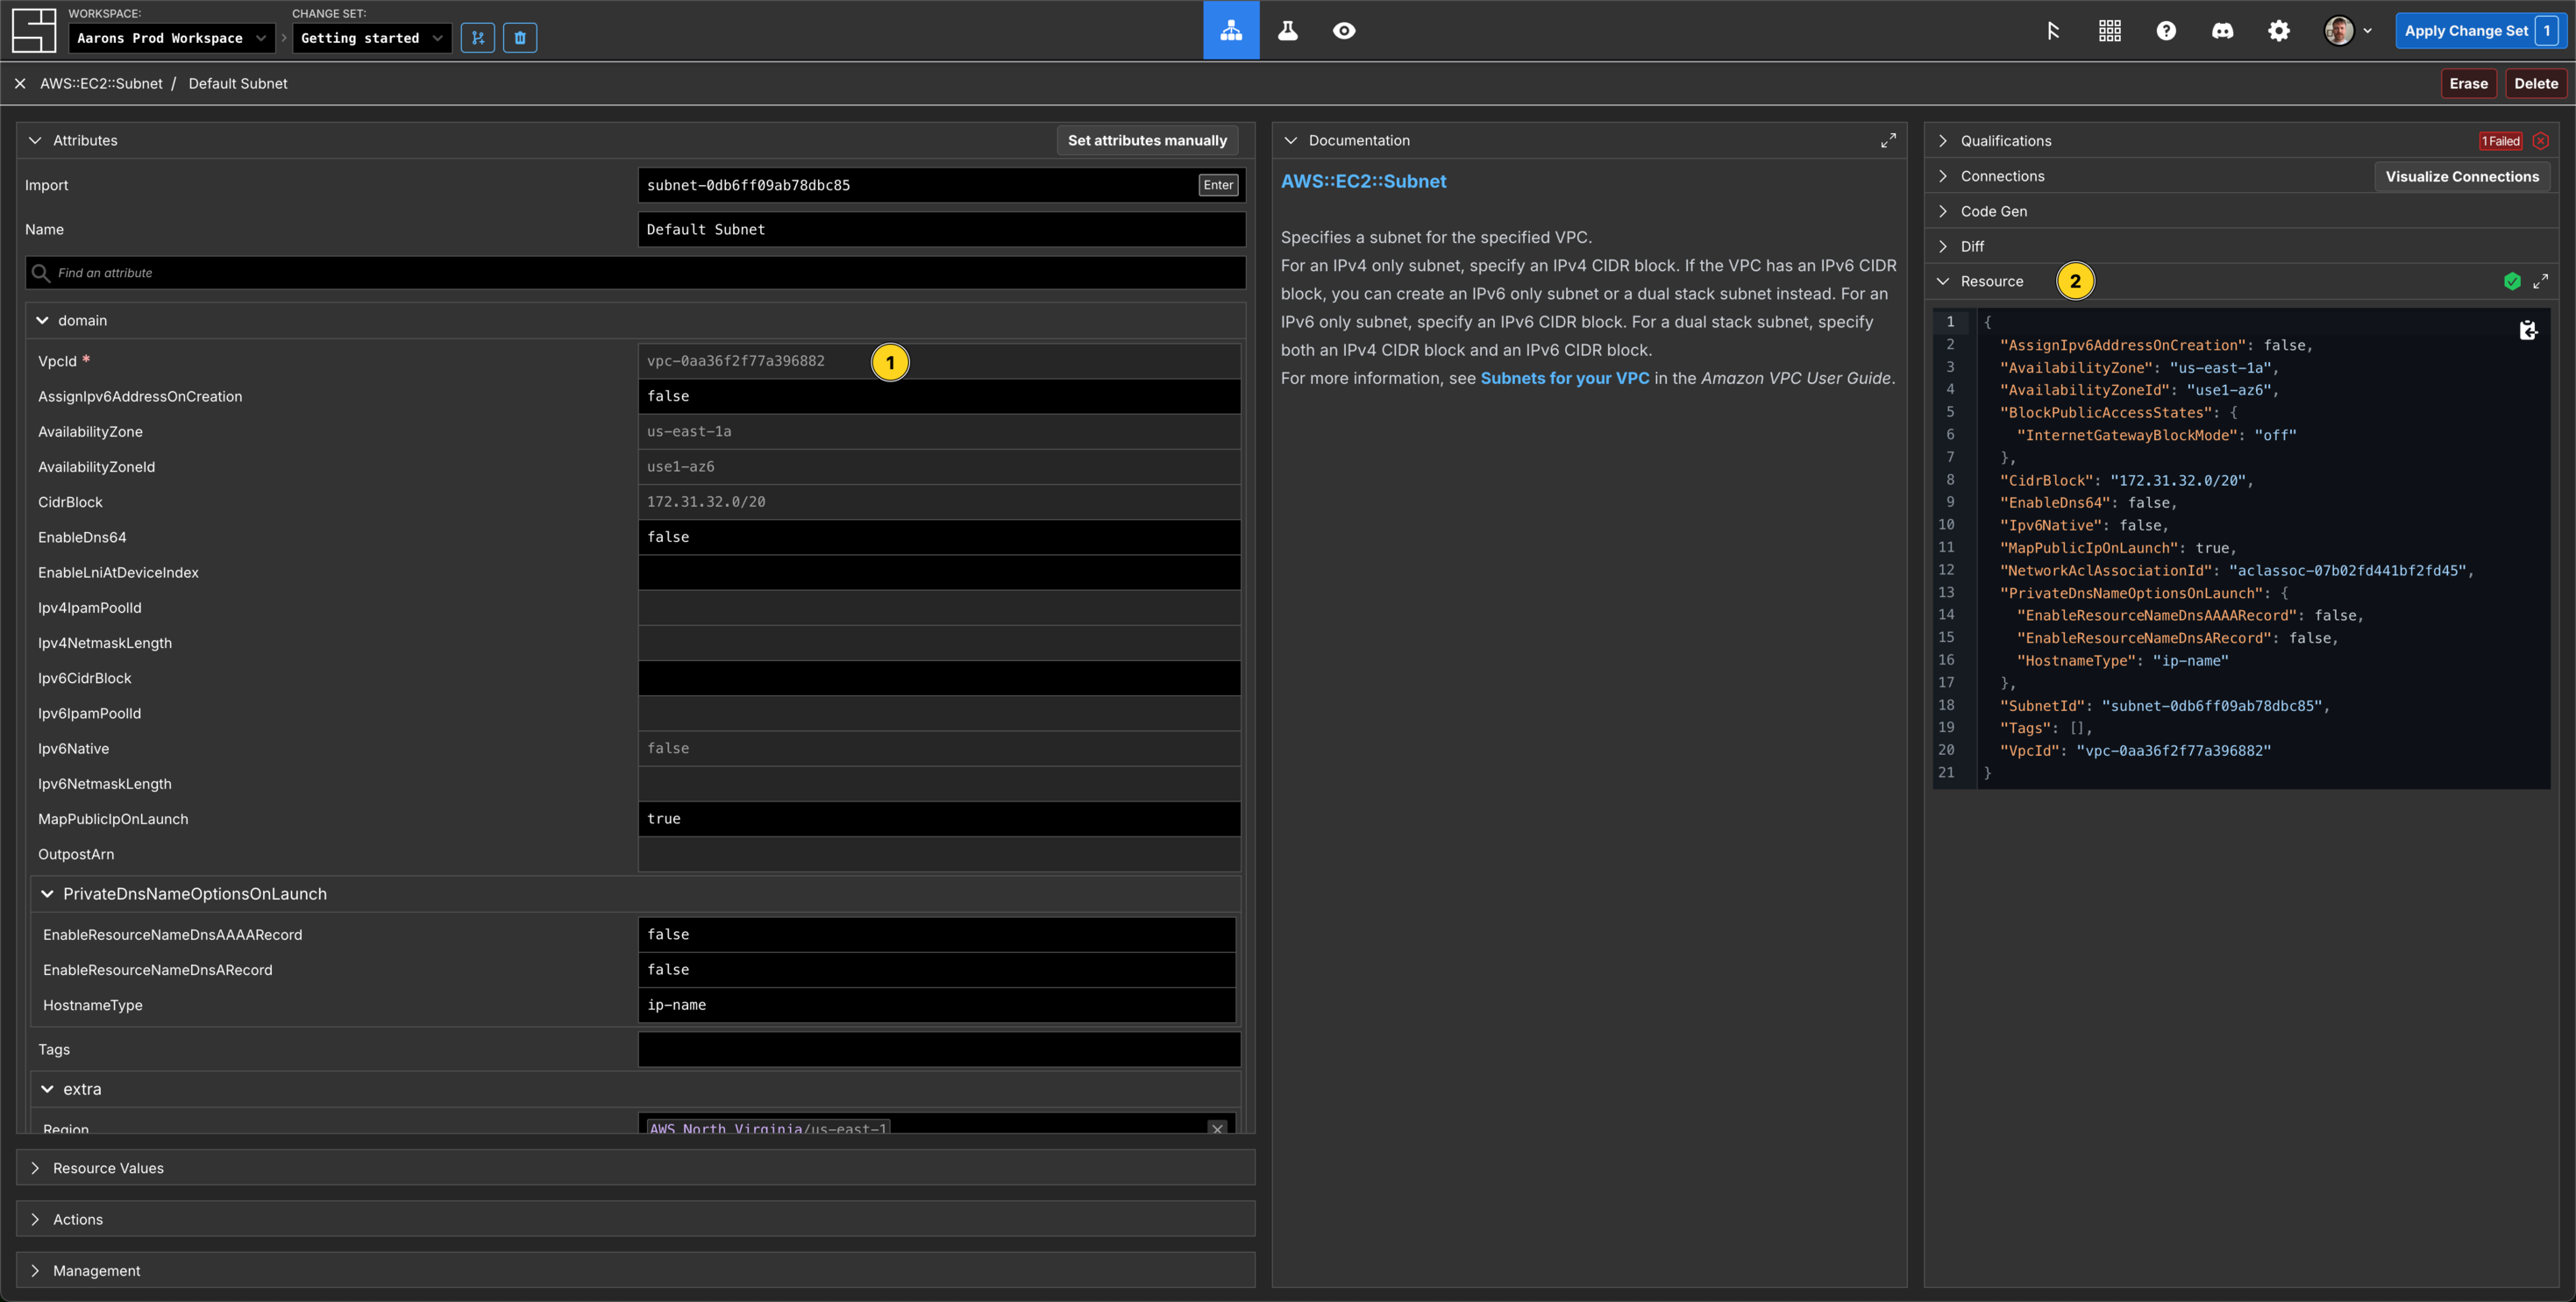 WORKSPACE:
Aarons Prod Workspace
CHANGE SET:
Getting started
Apply Change Set 1
AWS::EC2::Subnet / Default Subnet
Erase
Delete
Attributes
Set attributes manually
Import
subnet-0db6ff09ab78dbc85
Enter
Name
Default Subnet
Find an attribute
domain
VpcId *
vpc-0aa36f2f77a396882
1
AssignIpv6AddressOnCreation
false
AvailabilityZone
us-east-1a
AvailabilityZoneId
use1-az6
CidrBlock
172.31.32.0/20
EnableDns64
false
EnableLniAtDeviceIndex
Ipv4IpamPoolId
Ipv4NetmaskLength
Ipv6CidrBlock
Ipv6IpamPoolId
Ipv6Native
false
Ipv6NetmaskLength
MapPublicIpOnLaunch
true
OutpostArn
PrivateDnsNameOptionsOnLaunch
EnableResourceNameDnsAAAARecord
false
EnableResourceNameDnsARecord
false
HostnameType
ip-name
Tags
extra
Region
AWS North Virginia/us-east-1
Resource Values
Actions
Management
Documentation
AWS::EC2::Subnet
Specifies a subnet for the specified VPC.
For an IPv4 only subnet, specify an IPv4 CIDR block. If the VPC has an IPv6 CIDR
block, you can create an IPv6 only subnet or a dual stack subnet instead. For an
IPv6 only subnet, specify an IPv6 CIDR block. For a dual stack subnet, specify
both an IPv4 CIDR block and an IPv6 CIDR block.
For more information, see Subnets for your VPC in the Amazon VPC User Guide.
Qualifications
1 Failed
Connections
Visualize Connections
Code Gen
Diff
Resource
2
1 {
2 "AssignIpv6AddressOnCreation": false,
3 "AvailabilityZone": "us-east-1a",
4 "AvailabilityZoneId": "use1-az6",
5 "BlockPublicAccessStates": {
6 "InternetGatewayBlockMode": "off"
7 },
8 "CidrBlock": "172.31.32.0/20",
9 "EnableDns64": false,
10 "Ipv6Native": false,
11 "MapPublicIpOnLaunch": true,
12 "NetworkAclAssociationId": "aclassoc-07b02fd441bf2fd45",
13 "PrivateDnsNameOptionsOnLaunch": {
14 "EnableResourceNameDnsAAAARecord": false,
15 "EnableResourceNameDnsARecord": false,
16 "HostnameType": "ip-name"
17 },
18 "SubnetId": "subnet-0db6ff09ab78dbc85",
19 "Tags": [],
20 "VpcId": "vpc-0aa36f2f77a396882"
21 }